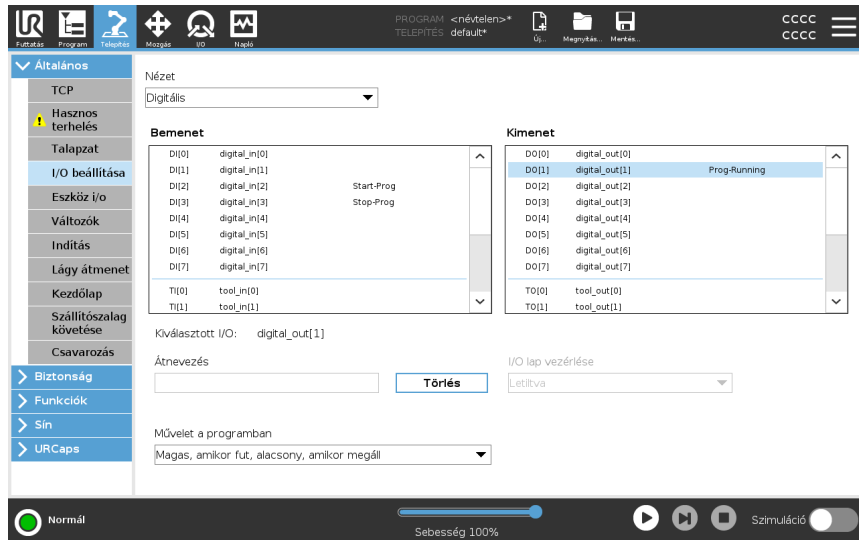 PROGRAM <névtelen>*
TELEPÍTÉS default*
CCCC
CCCC
Futtatás Program Telepítés Mozgás I/O Napló Új... Megnyitás... Mentés...
Általános
TCP
Hasznos
terhelés
Talapzat
I/O beállítása
Eszköz i/o
Változók
Indítás
Lágy átmenet
Kezdőlap
Szállítószalag
követése
Csavarozás
Biztonság
Funkciók
Sín
URCaps
Nézet
Digitális
Bemenet
DI[0] digital_in[0]
DI[1] digital_in[1]
DI[2] digital_in[2] Start-Prog
DI[3] digital_in[3] Stop-Prog
DI[4] digital_in[4]
DI[5] digital_in[5]
DI[6] digital_in[6]
DI[7] digital_in[7]
TI[0] tool_in[0]
TI[1] tool_in[1]
Kimenet
DO[0] digital_out[0]
DO[1] digital_out[1] Prog-Running
DO[2] digital_out[2]
DO[3] digital_out[3]
DO[4] digital_out[4]
DO[5] digital_out[5]
DO[6] digital_out[6]
DO[7] digital_out[7]
TO[0] tool_out[0]
TO[1] tool_out[1]
Kiválasztott I/O: digital_out[1]
Átnevezés
Törlés
I/O lap vezérlése
Letiltva
Művelet a programban
Magas, amikor fut, alacsony, amikor megáll
Normál
Sebesség 100%
Szimuláció